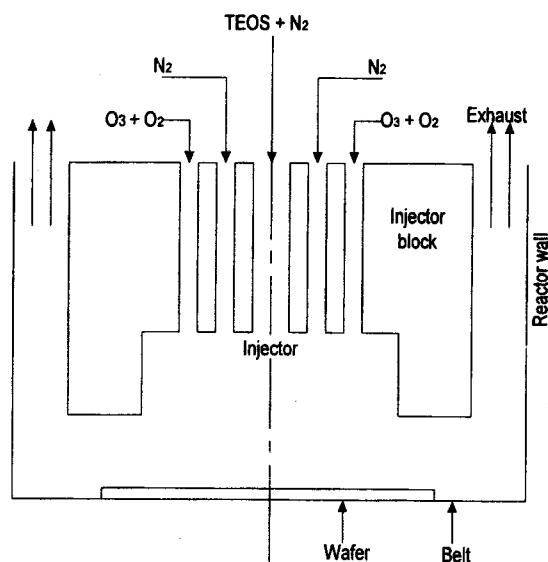 TEOS + N2
N2
N2
O3 + O2
O3 + O2
Exhaust
Injector
block
Reactor wall
Injector
Wafer
Belt